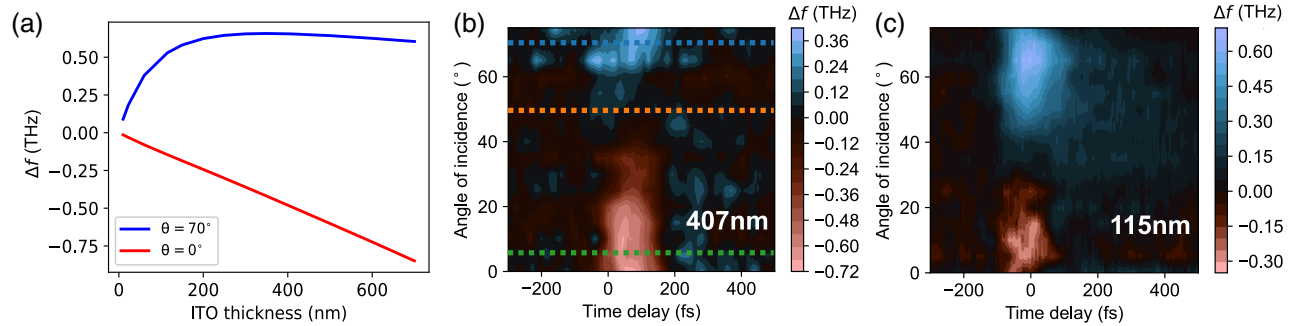 (a)
Δf (THz)
0.50
0.25
0.00
−0.25
−0.50
−0.75
θ = 70°
θ = 0°
0
200
400
600
ITO thickness (nm)
(b)
Angle of incidence (°)
60
40
20
0
407nm
−200
0
200
400
Time delay (fs)
Δf (THz)
0.36
0.24
0.12
0.00
−0.12
−0.24
−0.36
−0.48
−0.60
−0.72
(c)
Angle of incidence (°)
60
40
20
0
115nm
−200
0
200
400
Time delay (fs)
Δf (THz)
0.60
0.45
0.30
0.15
0.00
−0.15
−0.30